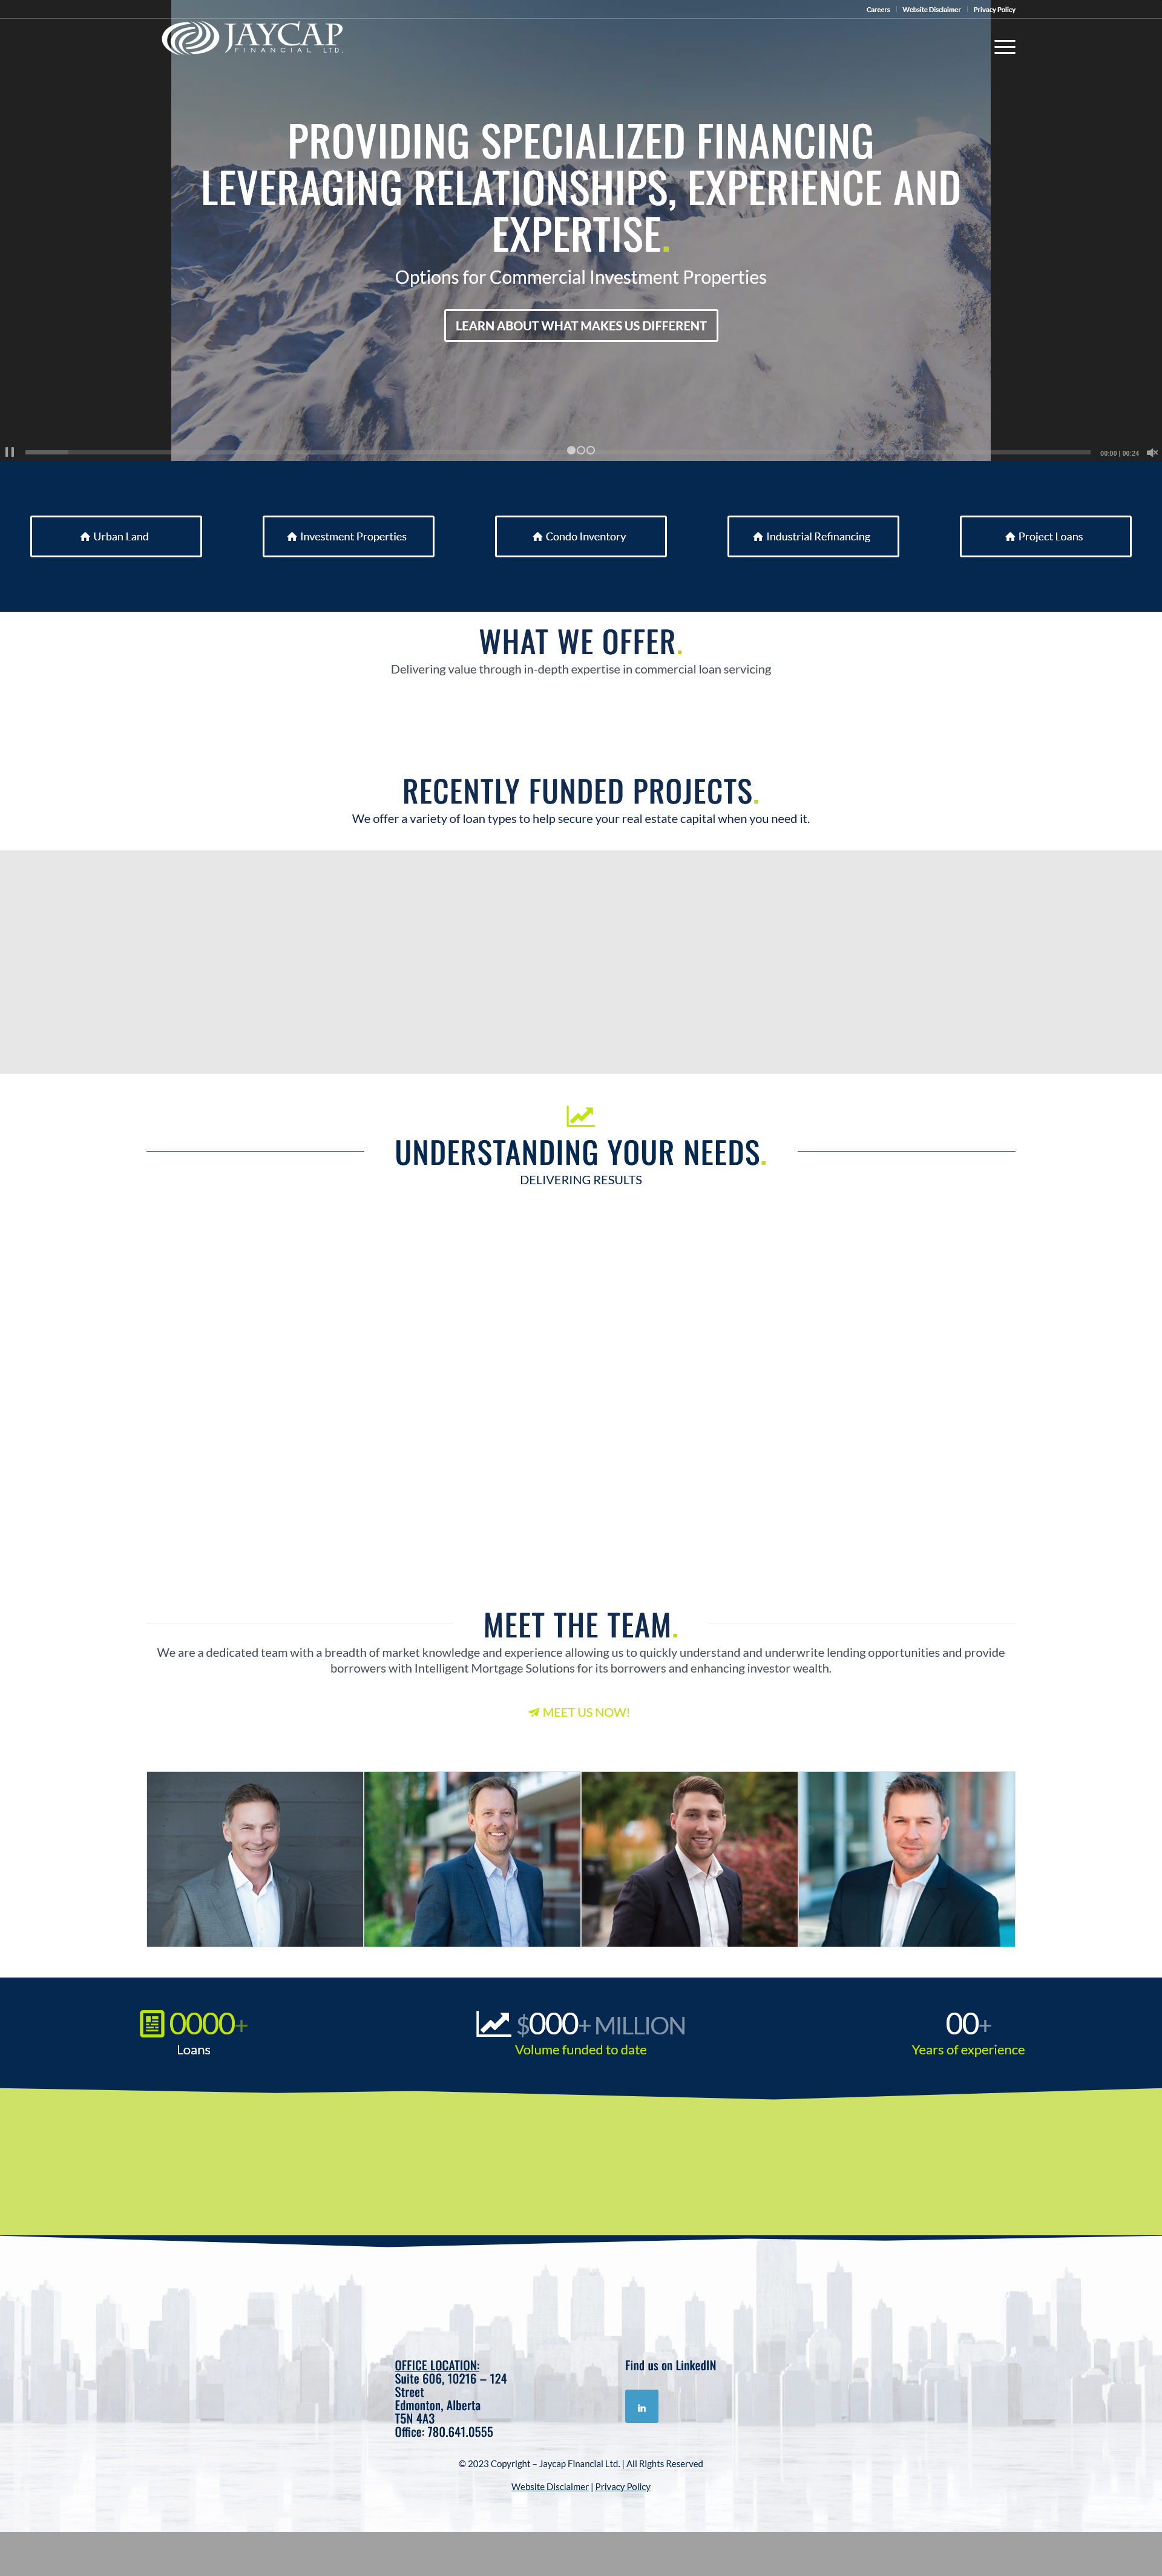 Careers
Website Disclaimer
Privacy Policy
JAYCAP
FINANCIAL LTD.
PROVIDING SPECIALIZED FINANCING
LEVERAGING RELATIONSHIPS, EXPERIENCE AND
EXPERTISE.
Options for Commercial Investment Properties
LEARN ABOUT WHAT MAKES US DIFFERENT
00:00 | 00:24
Urban Land
Investment Properties
Condo Inventory
Industrial Refinancing
Project Loans
WHAT WE OFFER.
Delivering value through in-depth expertise in commercial loan servicing
RECENTLY FUNDED PROJECTS.
We offer a variety of loan types to help secure your real estate capital when you need it.
UNDERSTANDING YOUR NEEDS.
DELIVERING RESULTS
MEET THE TEAM.
We are a dedicated team with a breadth of market knowledge and experience allowing us to quickly understand and underwrite lending opportunities and provide
borrowers with Intelligent Mortgage Solutions for its borrowers and enhancing investor wealth.
MEET US NOW!
0000+
Loans
$000+ MILLION
Volume funded to date
00+
Years of experience
OFFICE LOCATION:
Suite 606, 10216 – 124
Street
Edmonton, Alberta
T5N 4A3
Office: 780.641.0555
Find us on LinkedIN
in
© 2023 Copyright – Jaycap Financial Ltd. | All Rights Reserved
Website Disclaimer | Privacy Policy